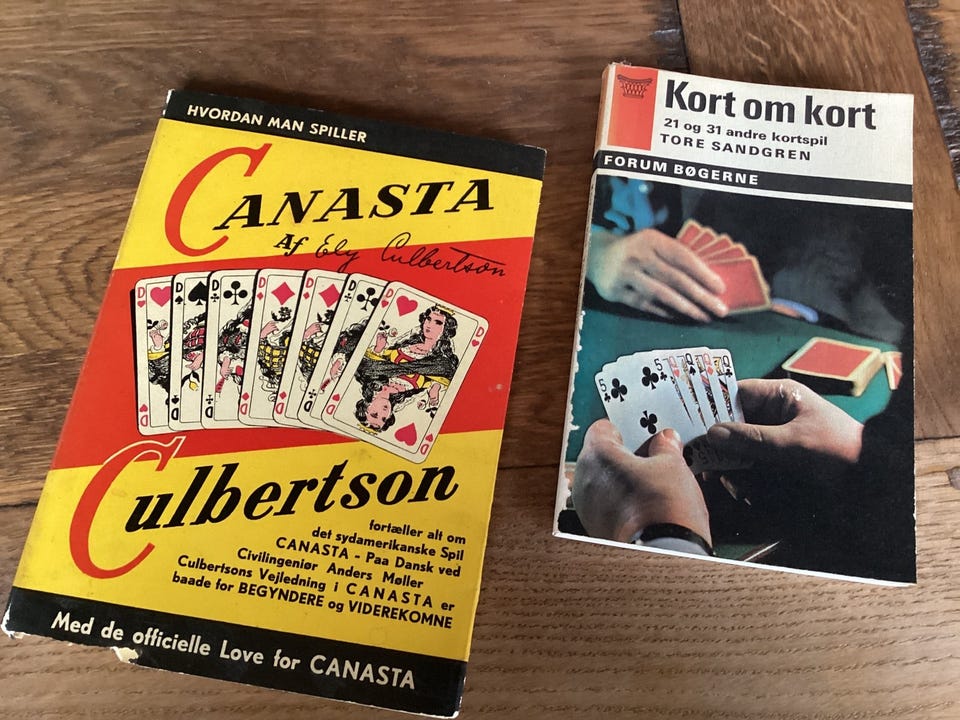 HVORDAN MAN SPILLER
CANASTA
Af Ely Culbertson
D D D D D D D D
D D D D D
Culbertson
fortæller alt om
det sydamerikanske Spil
CANASTA - Paa Dansk ved
Civilingeniør Anders Møller
Culbertsons Vejledning i CANASTA er
baade for BEGYNDERE og VIDEREKOMNE
Med de officielle Love for CANASTA
Kort om kort
21 og 31 andre kortspil
TORE SANDGREN
FORUM BØGERNE
5 5